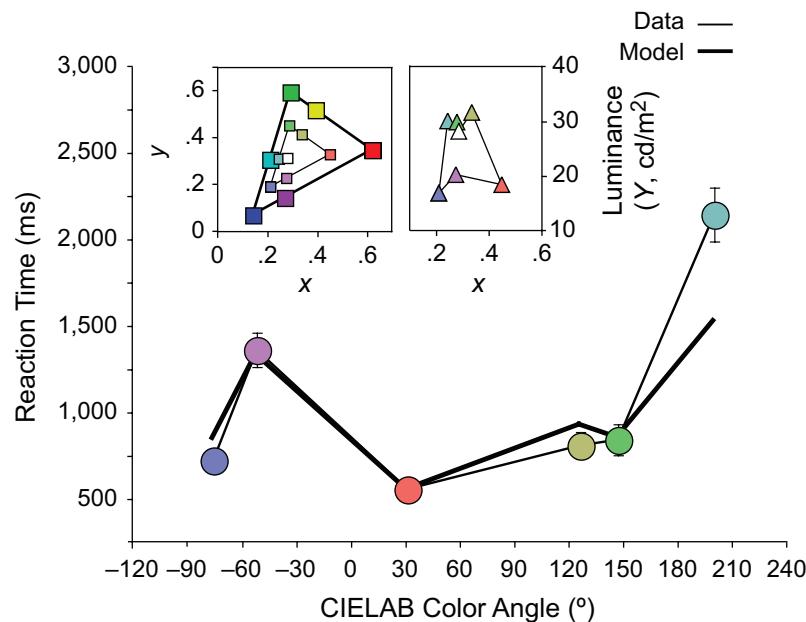 Data
Model
3,000
2,500
2,000
1,500
1,000
500
Reaction Time (ms)
–120 –90 –60 –30 0 30 60 90 120 150 180 210 240
CIELAB Color Angle (º)
.6
.4
.2
0
y
0 .2 .4 .6
x
.2 .4 .6
x
40
30
20
10
Luminance
(Y, cd/m²)